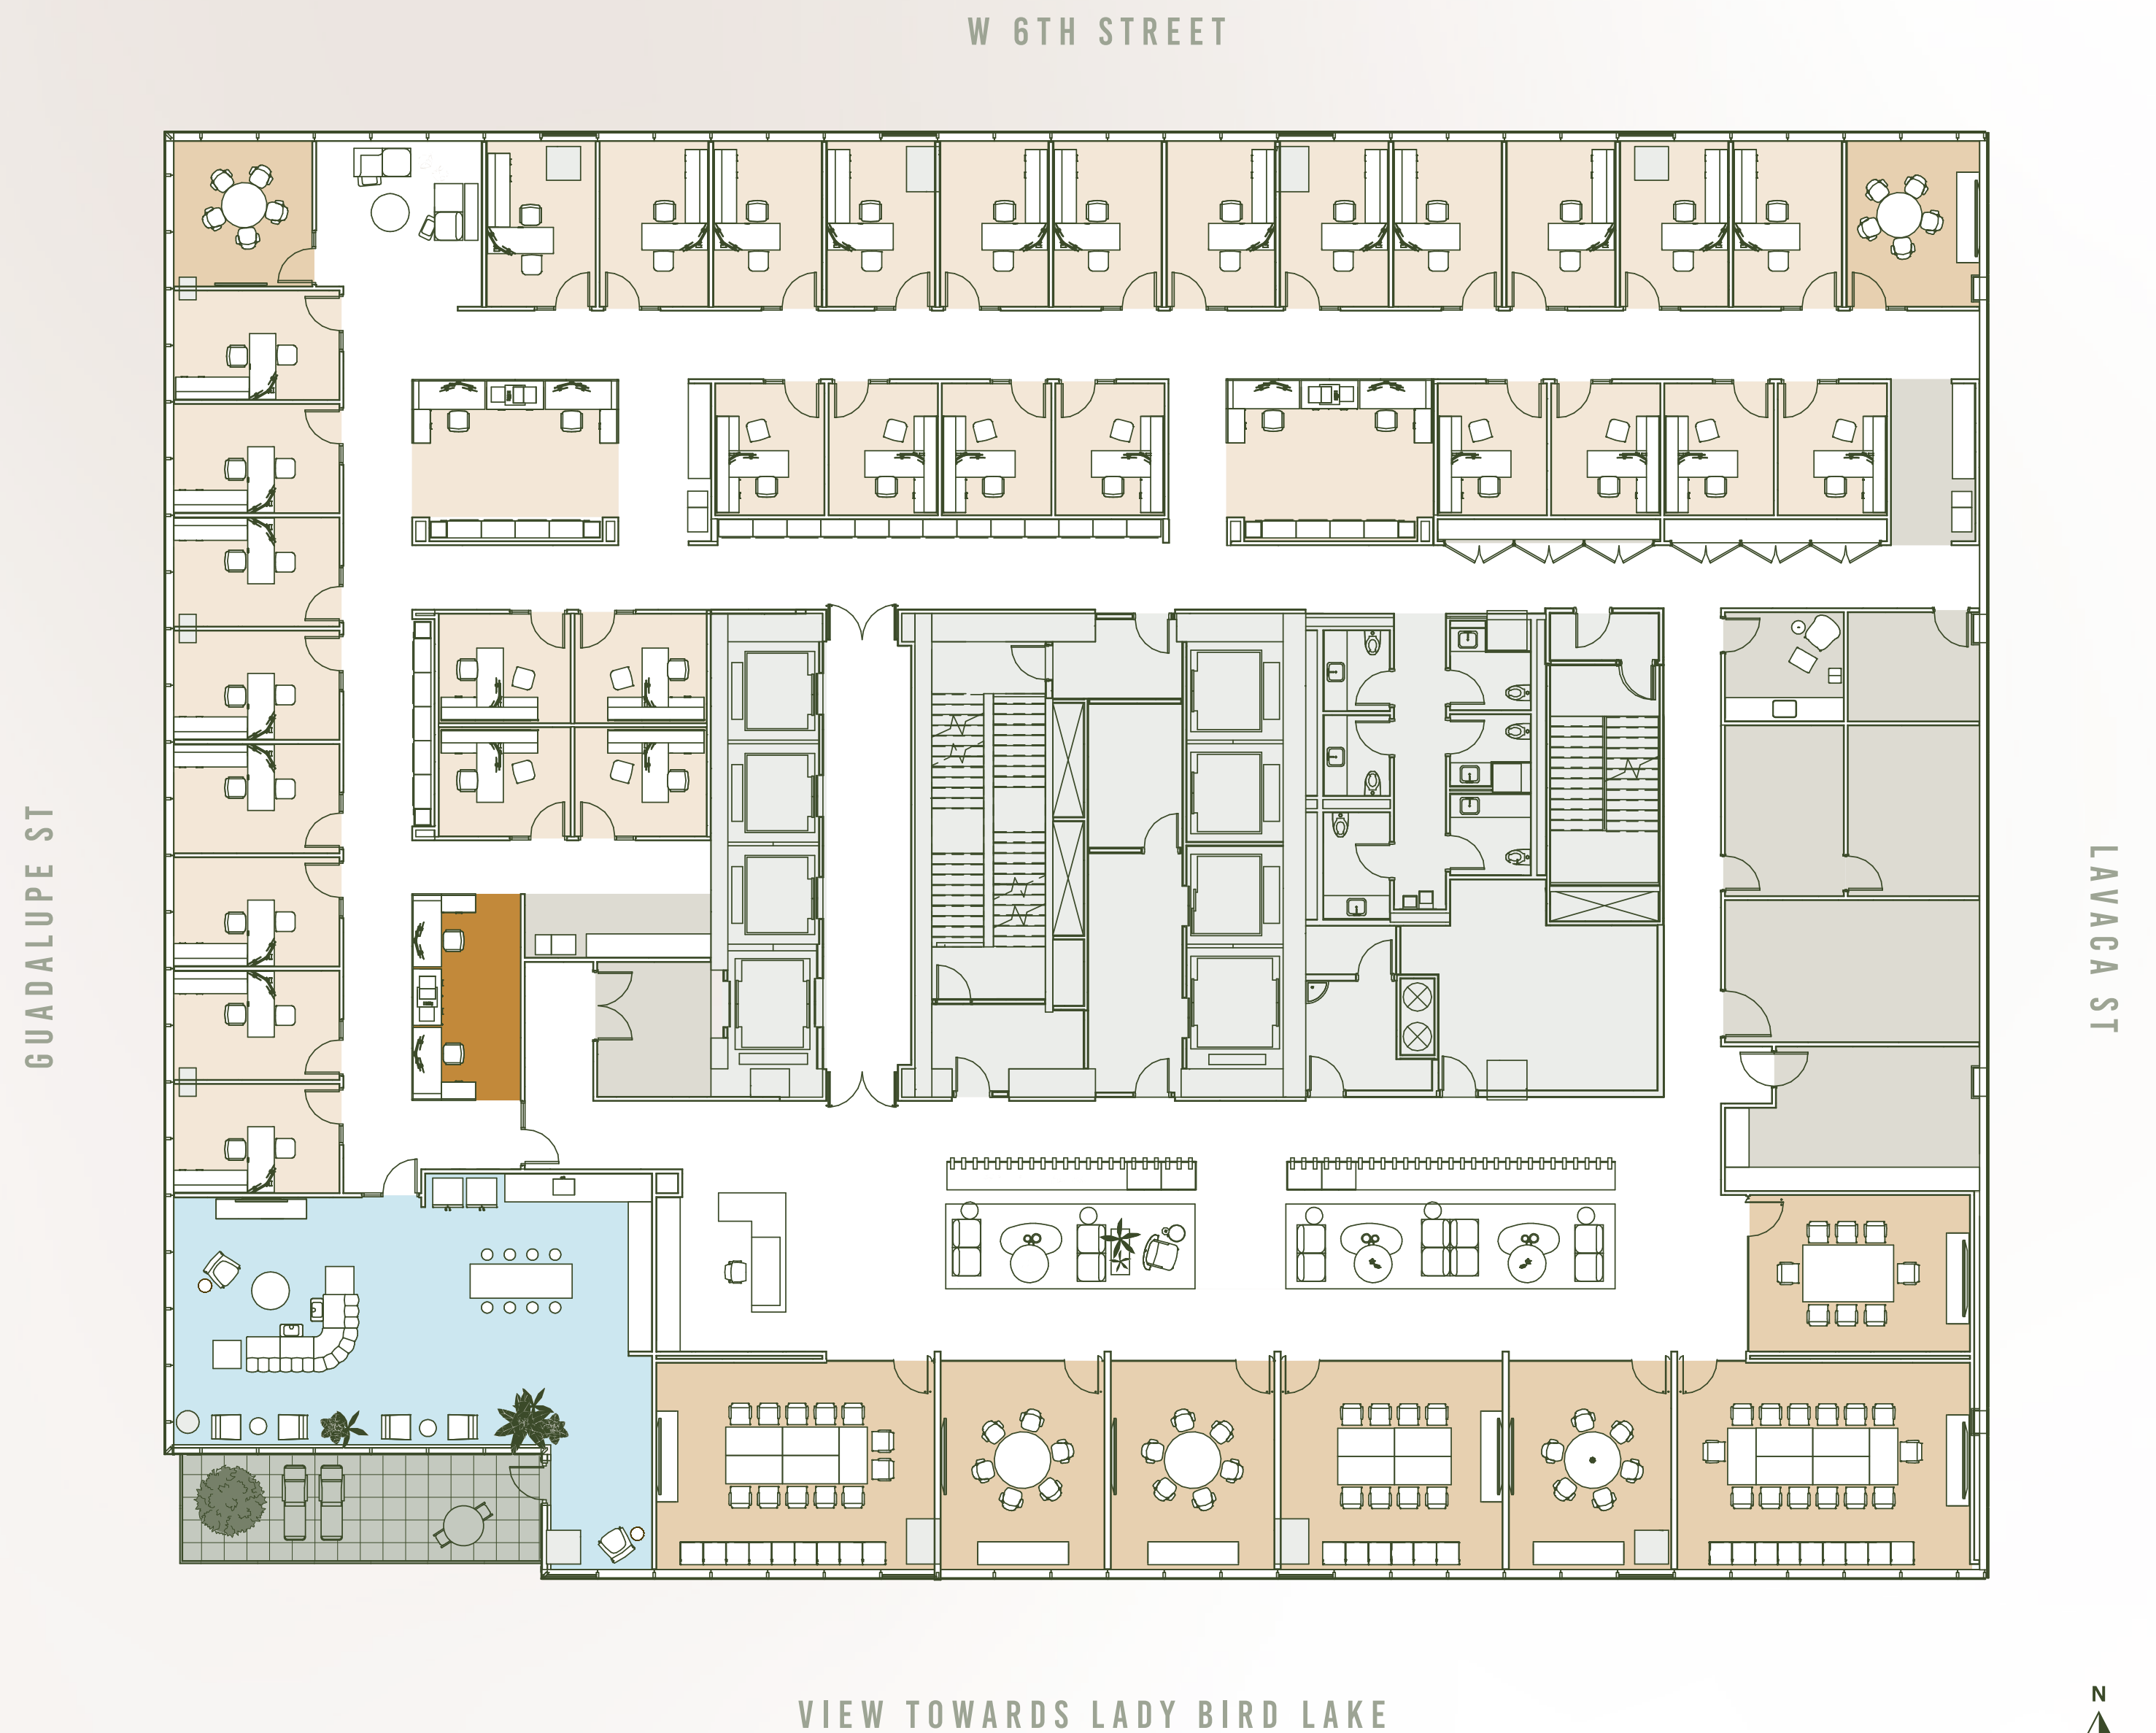 W 6TH STREET
GUADALUPE ST
LAVACA ST
VIEW TOWARDS LADY BIRD LAKE
N